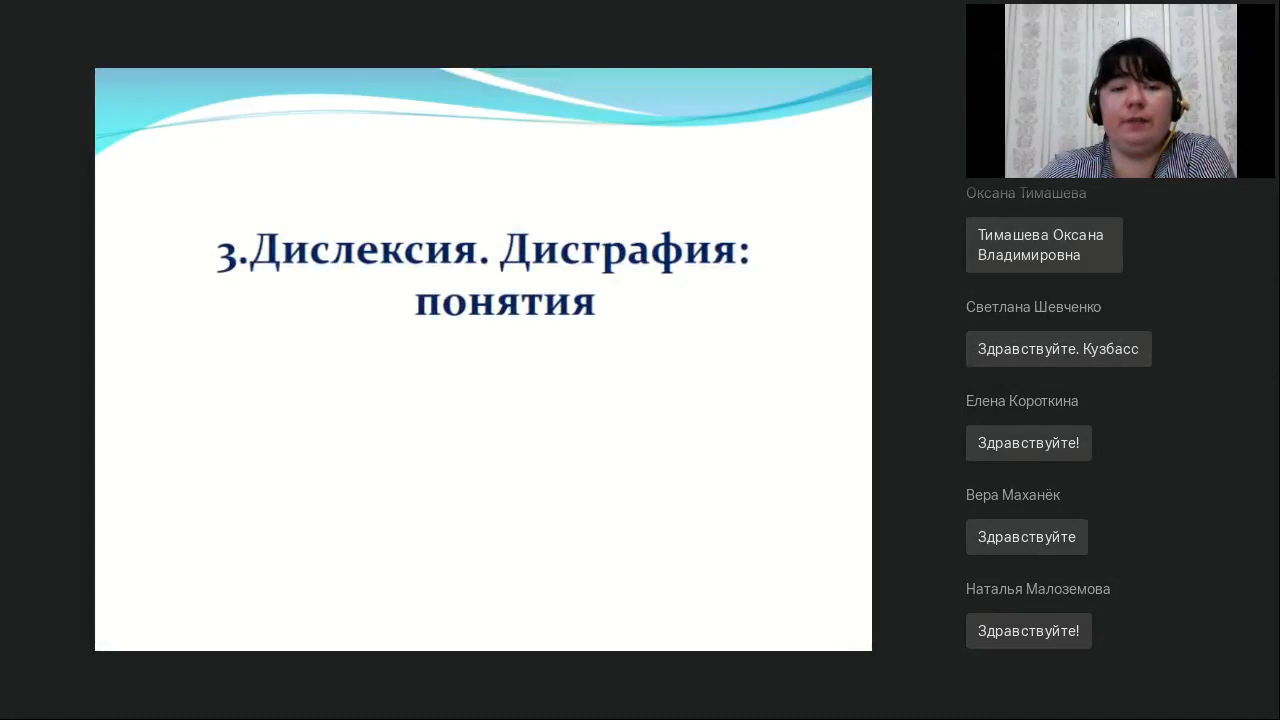 3.Дислексия. Дисграфия:
понятия
Оксана Тимашева
Тимашева Оксана
Владимировна
Светлана Шевченко
Здравствуйте. Кузбасс
Елена Короткина
Здравствуйте!
Вера Маханёк
Здравствуйте
Наталья Малоземова
Здравствуйте!